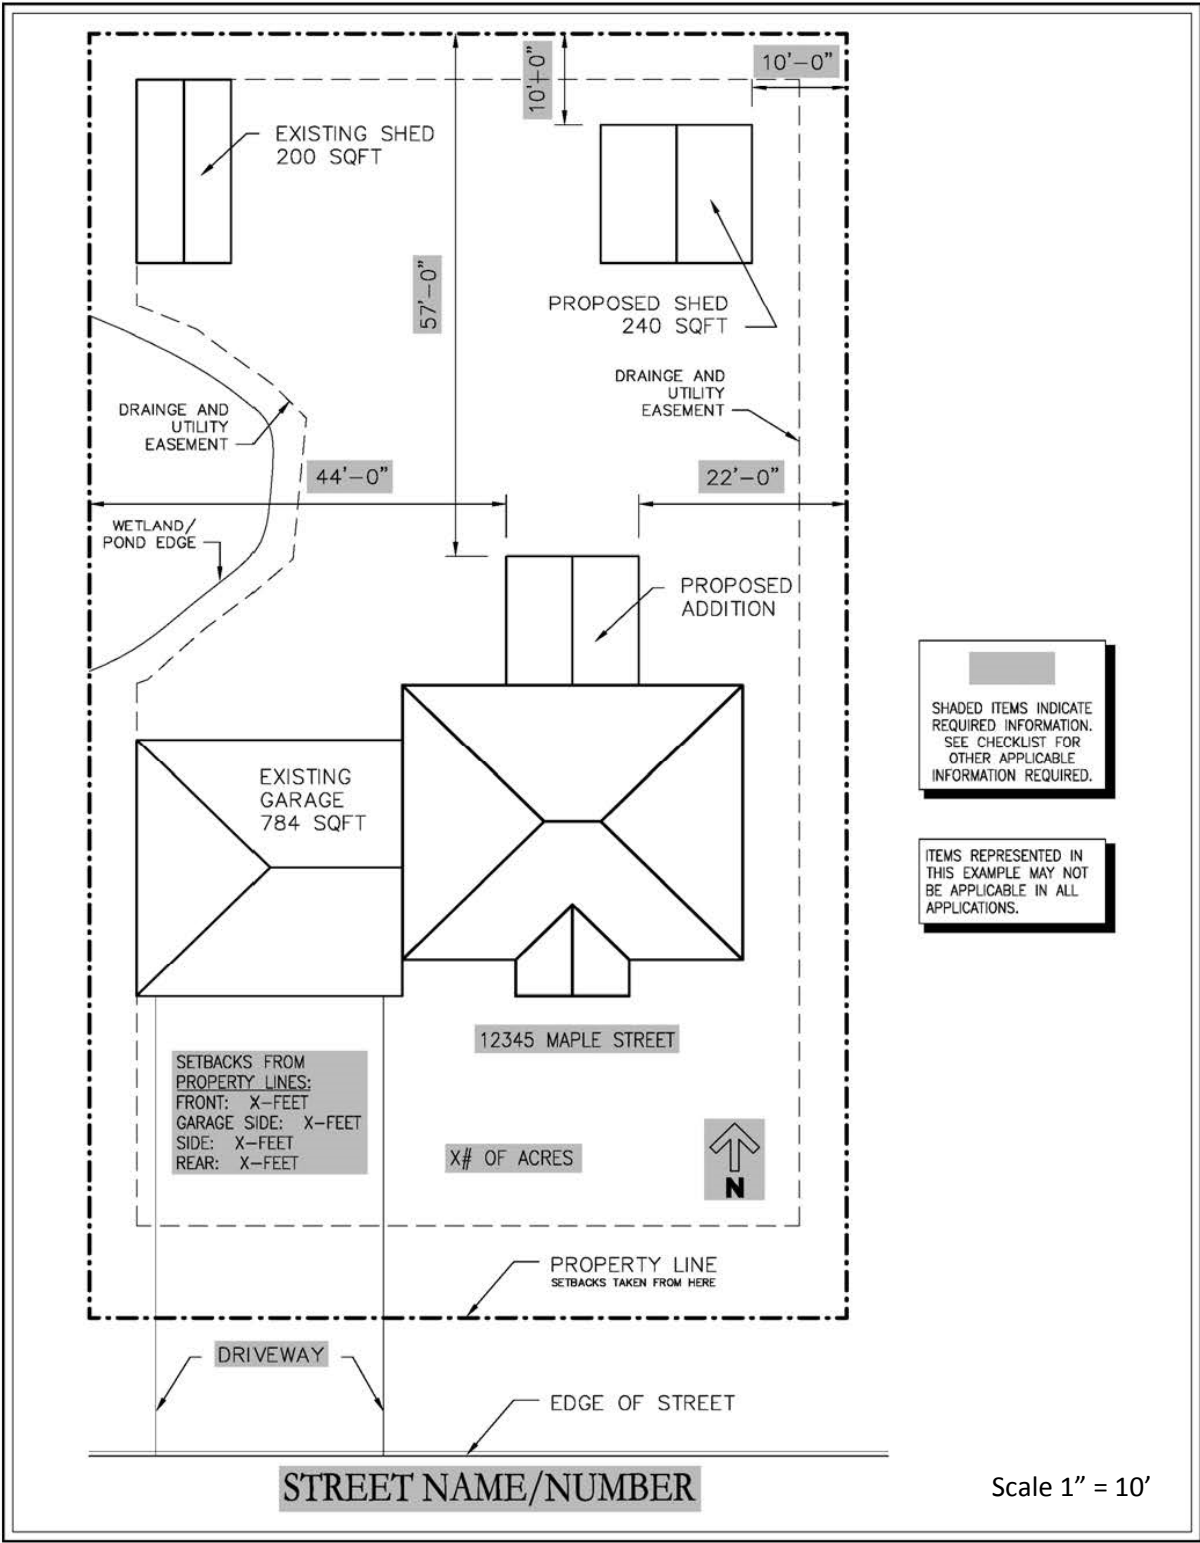 10'-0"
10'-0"
EXISTING SHED
200 SQFT
57'-0"
PROPOSED SHED
240 SQFT
DRAINGE AND
UTILITY
EASEMENT
DRAINGE AND
UTILITY
EASEMENT
44'-0"
22'-0"
WETLAND/
POND EDGE
PROPOSED
ADDITION
SHADED ITEMS INDICATE
REQUIRED INFORMATION.
SEE CHECKLIST FOR
OTHER APPLICABLE
INFORMATION REQUIRED.
EXISTING
GARAGE
784 SQFT
ITEMS REPRESENTED IN
THIS EXAMPLE MAY NOT
BE APPLICABLE IN ALL
APPLICATIONS.
12345 MAPLE STREET
SETBACKS FROM
PROPERTY LINES:
FRONT: X-FEET
GARAGE SIDE: X-FEET
SIDE: X-FEET
REAR: X-FEET
X# OF ACRES
N
PROPERTY LINE
SETBACKS TAKEN FROM HERE
DRIVEWAY
EDGE OF STREET
STREET NAME/NUMBER
Scale 1” = 10’